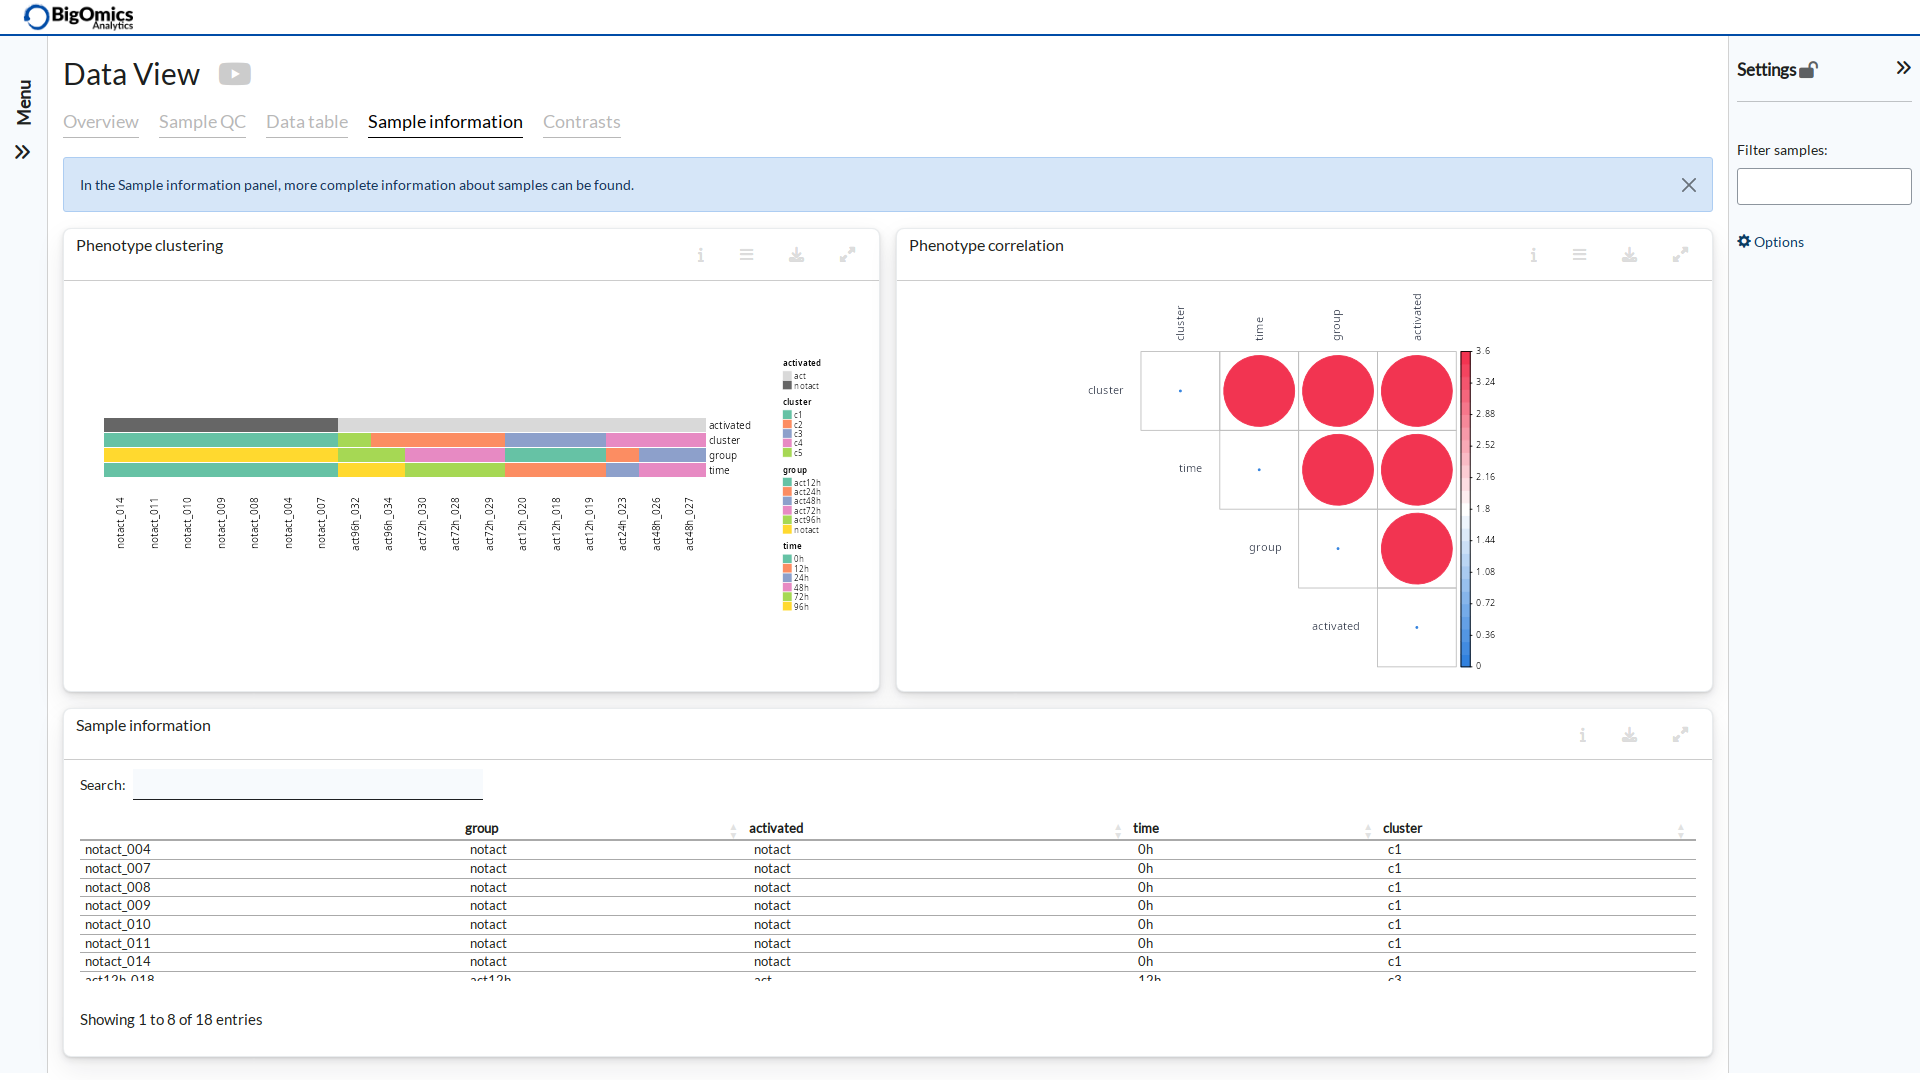 BigOmics
Analytics
Menu
Data View
Settings
Overview Sample QC Data table Sample information Contrasts
In the Sample information panel, more complete information about samples can be found.
Filter samples:
Options
Phenotype clustering
activated
act
notact
cluster
c1
c2
c3
c4
c5
group
act12h
act24h
act48h
act72h
act96h
notact
time
0h
12h
24h
48h
72h
96h
activated
cluster
group
time
notact_014 notact_011 notact_010 notact_009 notact_008 notact_004 notact_007 act96h_032 act96h_034 act72h_030 act72h_028 act72h_029 act12h_020 act12h_018 act12h_019 act24h_023 act48h_026 act48h_027
Phenotype correlation
cluster time group activated
cluster
time
group
activated
3.6
3.24
2.88
2.52
2.16
1.8
1.44
1.08
0.72
0.36
0
Sample information
Search:
group activated time cluster
notact_004 notact notact 0h c1
notact_007 notact notact 0h c1
notact_008 notact notact 0h c1
notact_009 notact notact 0h c1
notact_010 notact notact 0h c1
notact_011 notact notact 0h c1
notact_014 notact notact 0h c1
act12h_018 act12h act 12h c3
Showing 1 to 8 of 18 entries